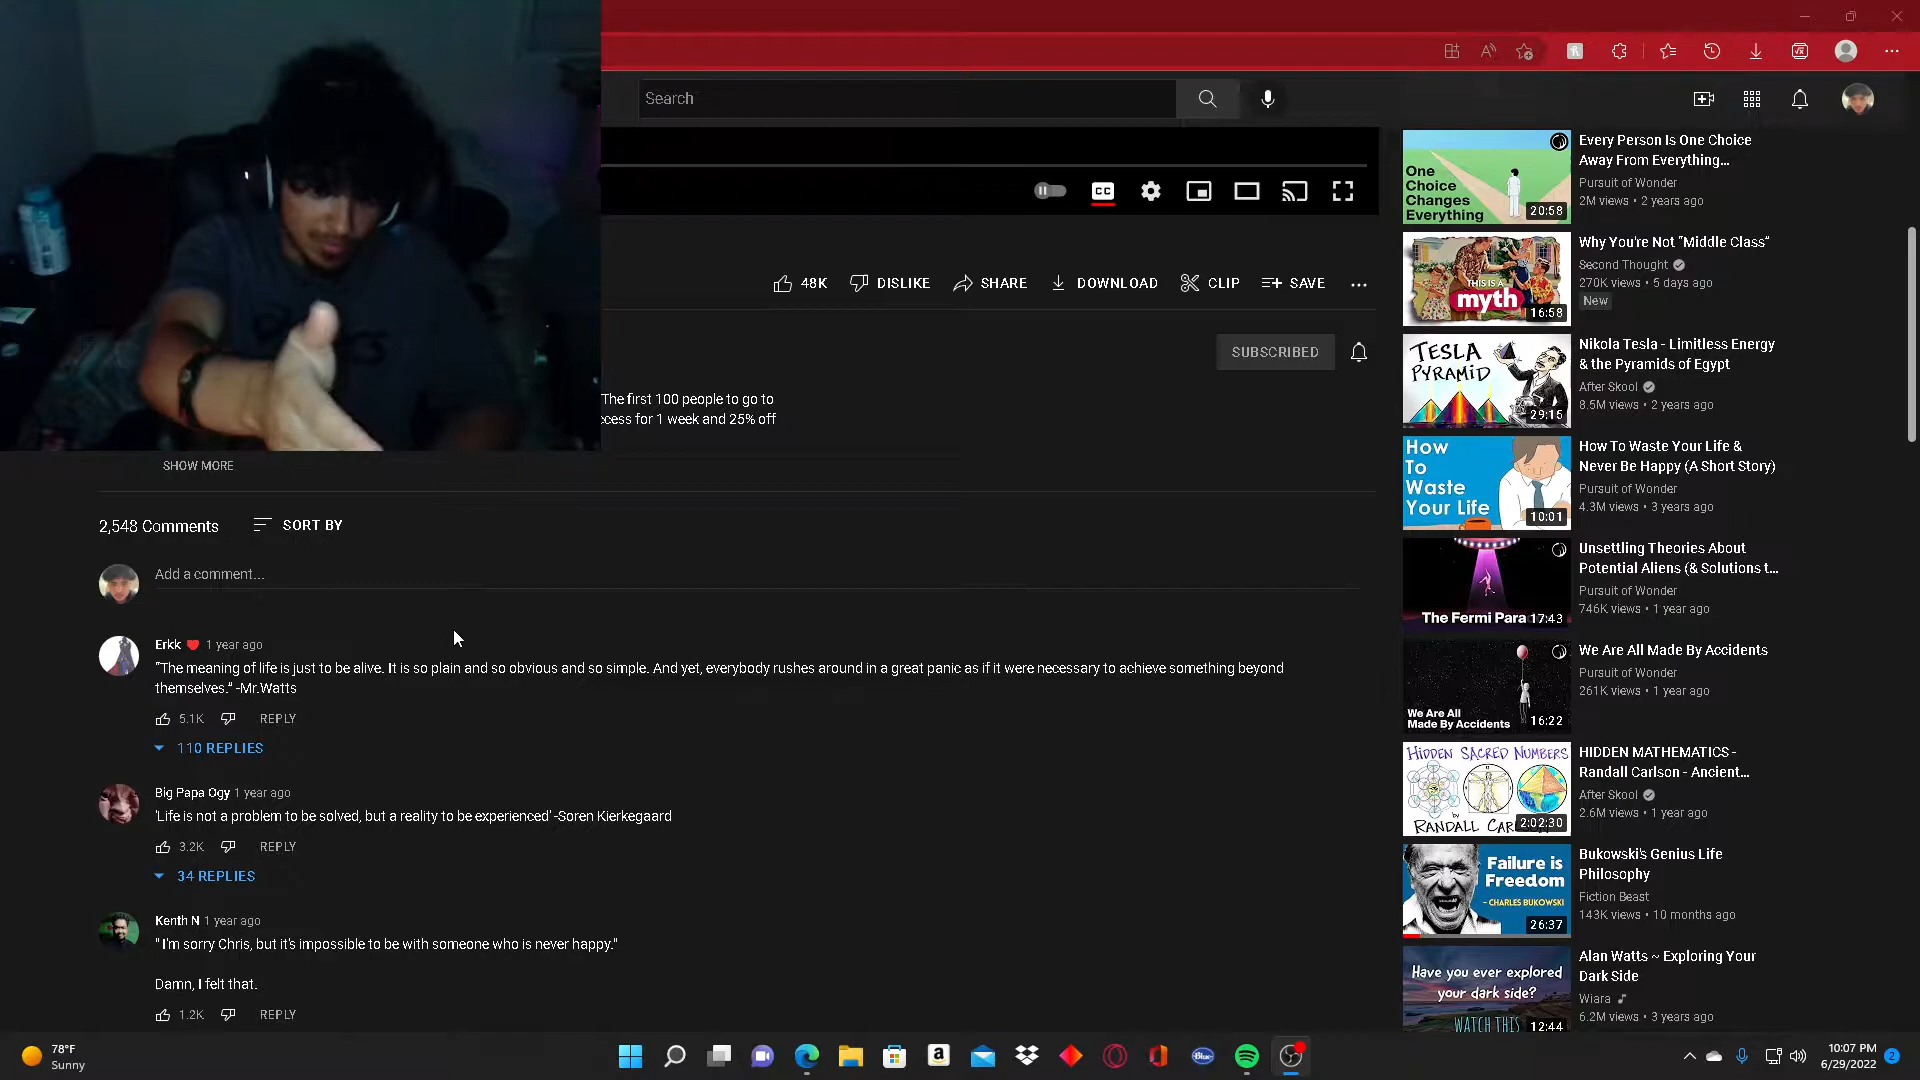 Search
48K
DISLIKE
SHARE
DOWNLOAD
CLIP
SAVE
SUBSCRIBED
The first 100 people to go to
cess for 1 week and 25% off
SHOW MORE
2,548 Comments
SORT BY
Add a comment...
Erkk ❤ 1 year ago
"The meaning of life is just to be alive. It is so plain and so obvious and so simple. And yet, everybody rushes around in a great panic as if it were necessary to achieve something beyond
themselves." -Mr.Watts
5.1K
REPLY
110 REPLIES
Big Papa Ogy 1 year ago
'Life is not a problem to be solved, but a reality to be experienced' -Soren Kierkegaard
3.2K
REPLY
34 REPLIES
Kenth N 1 year ago
"I'm sorry Chris, but it's impossible to be with someone who is never happy."
Damn, I felt that.
1.2K
REPLY
One
Choice
Changes
Everything
20:58
Every Person Is One Choice
Away From Everything...
Pursuit of Wonder
2M views • 2 years ago
THIS IS A
myth
16:58
Why You're Not "Middle Class"
Second Thought
270K views • 5 days ago
New
TESLA
PYRAMID
29:15
Nikola Tesla - Limitless Energy
& the Pyramids of Egypt
After Skool
8.5M views • 2 years ago
How
To
Waste
Your Life
10:01
How To Waste Your Life &
Never Be Happy (A Short Story)
Pursuit of Wonder
4.3M views • 3 years ago
The Fermi Para
17:43
Unsettling Theories About
Potential Aliens (& Solutions t...
Pursuit of Wonder
746K views • 1 year ago
We Are All
Made By Accidents
16:22
We Are All Made By Accidents
Pursuit of Wonder
261K views • 1 year ago
HIDDEN SACRED NUMBERS
by
RANDALL CAR
2:02:30
HIDDEN MATHEMATICS -
Randall Carlson - Ancient...
After Skool
2.6M views • 1 year ago
Failure is
Freedom
- CHARLES BUKOWSKI
26:37
Bukowski's Genius Life
Philosophy
Fiction Beast
143K views • 10 months ago
Have you ever explored
your dark side?
WATCH THIS
12:44
Alan Watts ~ Exploring Your
Dark Side
Wiara
6.2M views • 3 years ago
78°F
Sunny
10:07 PM
6/29/2022
2